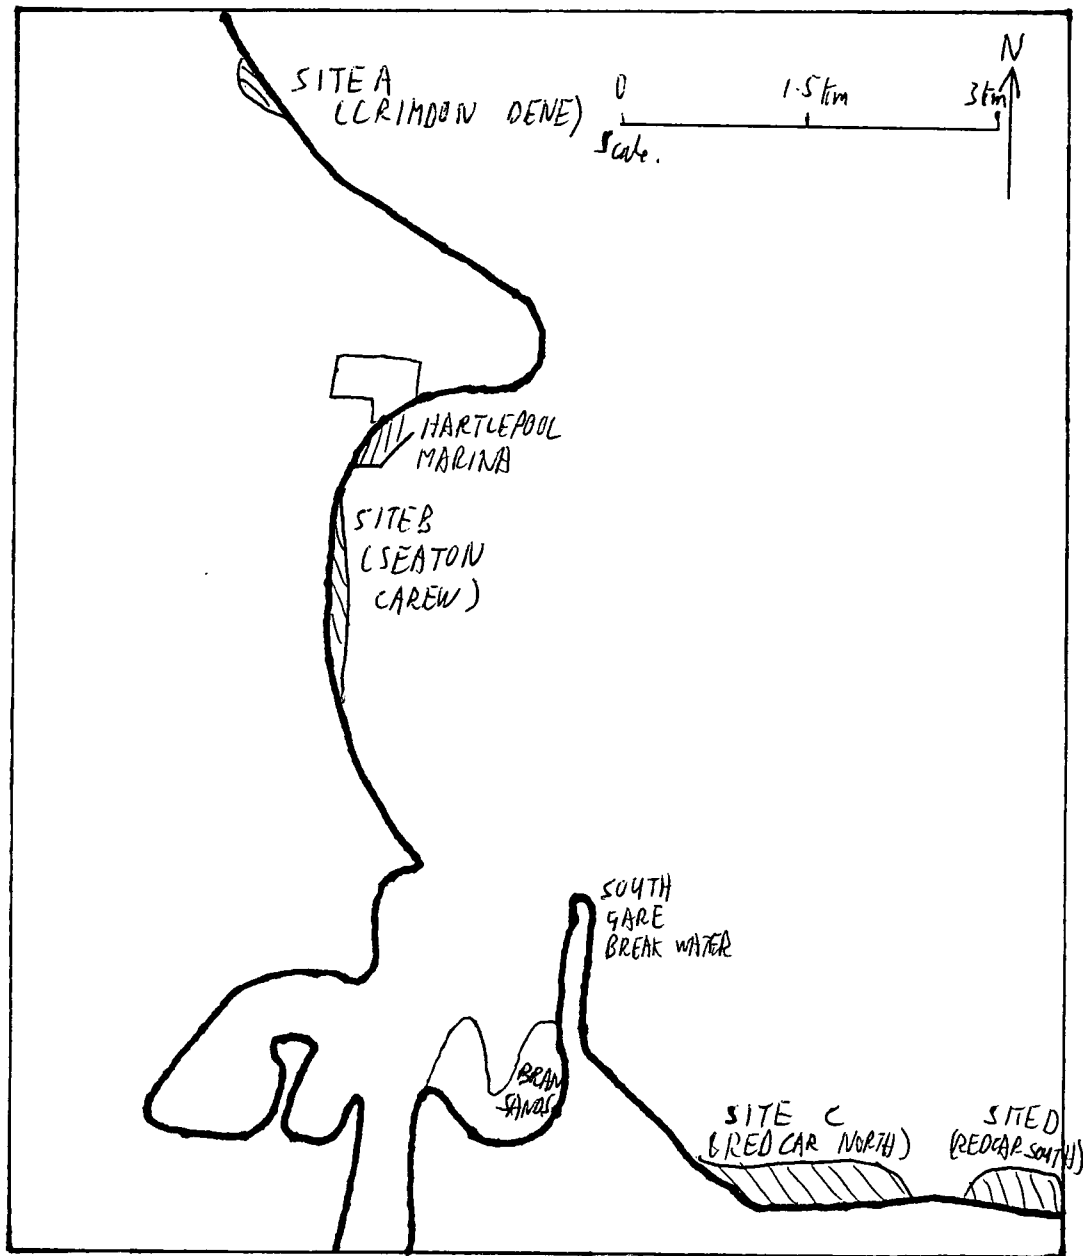 N
SITE A
(CRIMDON DENE)
0 1.5km 3km
Scale.
HARTLEPOOL
MARINA
SITE B
(SEATON
CAREW)
SOUTH
GARE
BREAK WATER
BRAN
SANDS
SITE C
(REDCAR NORTH)
SITE D
(REDCAR SOUTH)